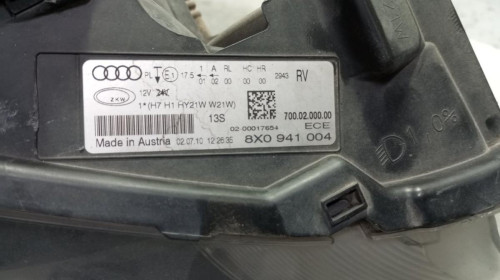 PL E1 17.5 1 A RL HC HR 2943 RV
01 02 00 00 00
ZKW 12V 24V
1*(H7 H1 HY21W W21W)
13S 700.02.000.00
02 00017654 ECE
Made in Austria 02.07.10 12:26:35 8X0 941 004